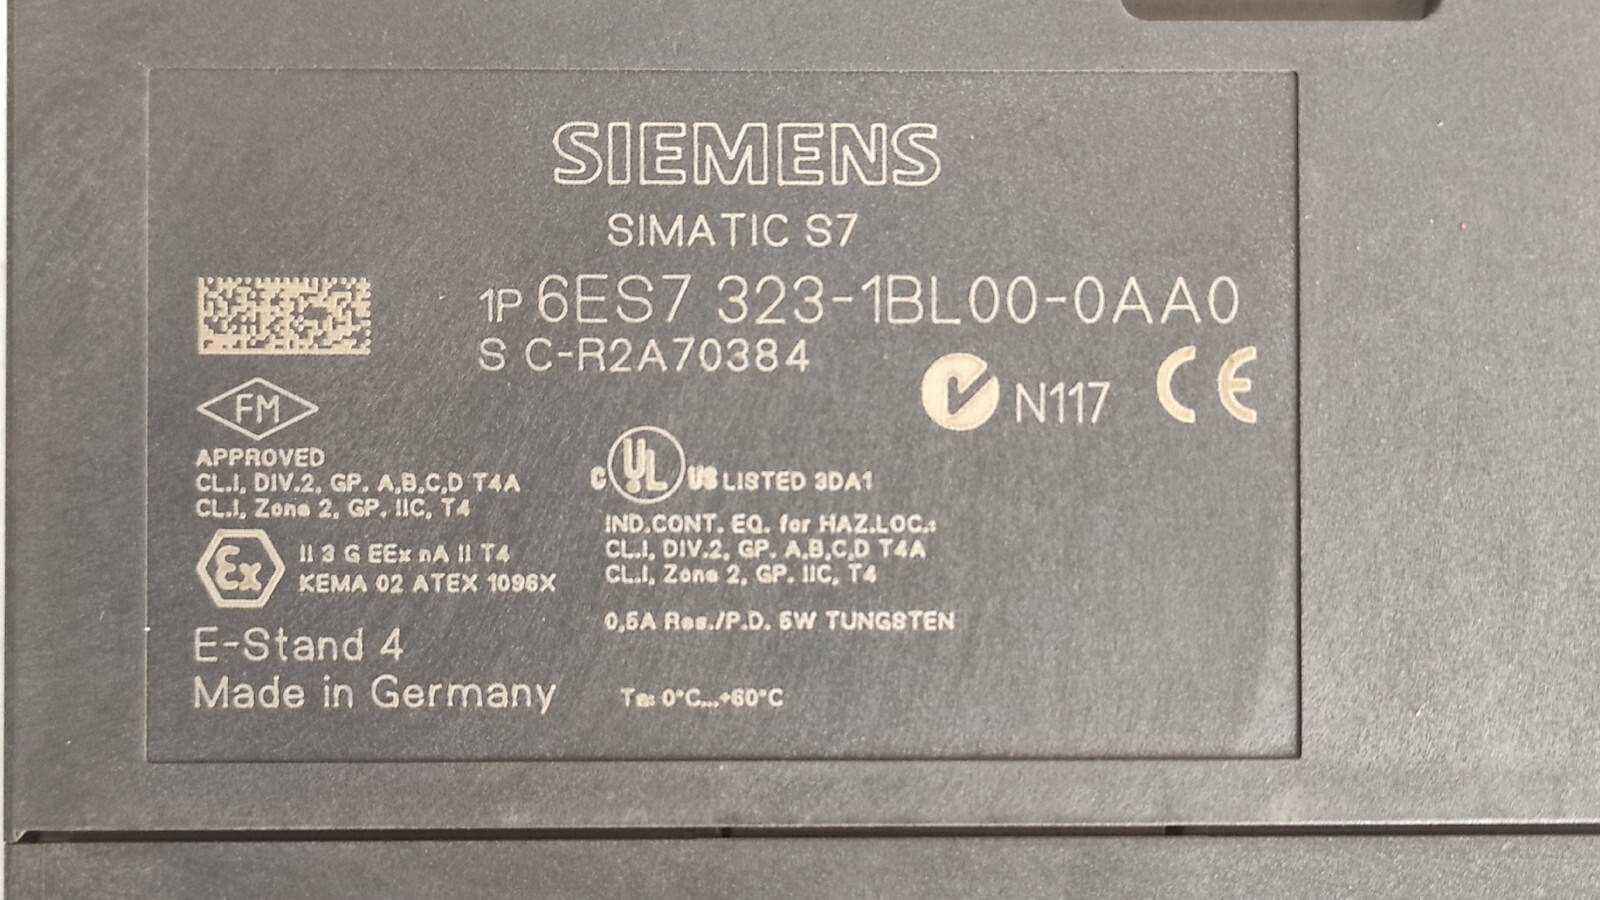 SIEMENS
SIMATIC S7
1P 6ES7 323-1BL00-0AA0
S C-R2A70384
N117 CE
FM
APPROVED
CL.I, DIV.2, GP. A,B,C,D T4A
CL.I, Zone 2, GP. IIC, T4
Ex II 3 G EEx nA II T4
KEMA 02 ATEX 1096X
E-Stand 4
Made in Germany
C UL US LISTED 3DA1
IND.CONT. EQ. for HAZ.LOC.:
CL.I, DIV.2, GP. A,B,C,D T4A
CL.I, Zone 2, GP. IIC, T4
0,5A Res./P.D. 5W TUNGSTEN
Ta: 0°C...+60°C